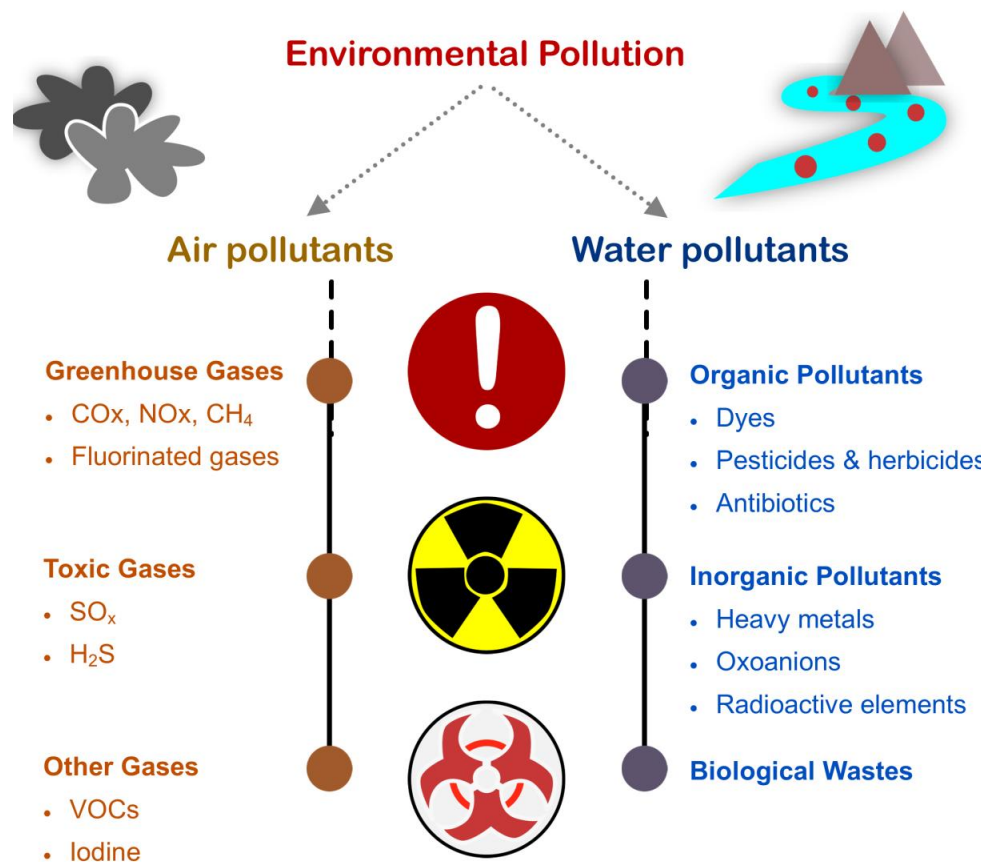 Environmental Pollution
Air pollutants
Water pollutants
Greenhouse Gases
• COx, NOx, CH₄
• Fluorinated gases
Toxic Gases
• SOₓ
• H₂S
Other Gases
• VOCs
• Iodine
Organic Pollutants
• Dyes
• Pesticides & herbicides
• Antibiotics
Inorganic Pollutants
• Heavy metals
• Oxoanions
• Radioactive elements
Biological Wastes